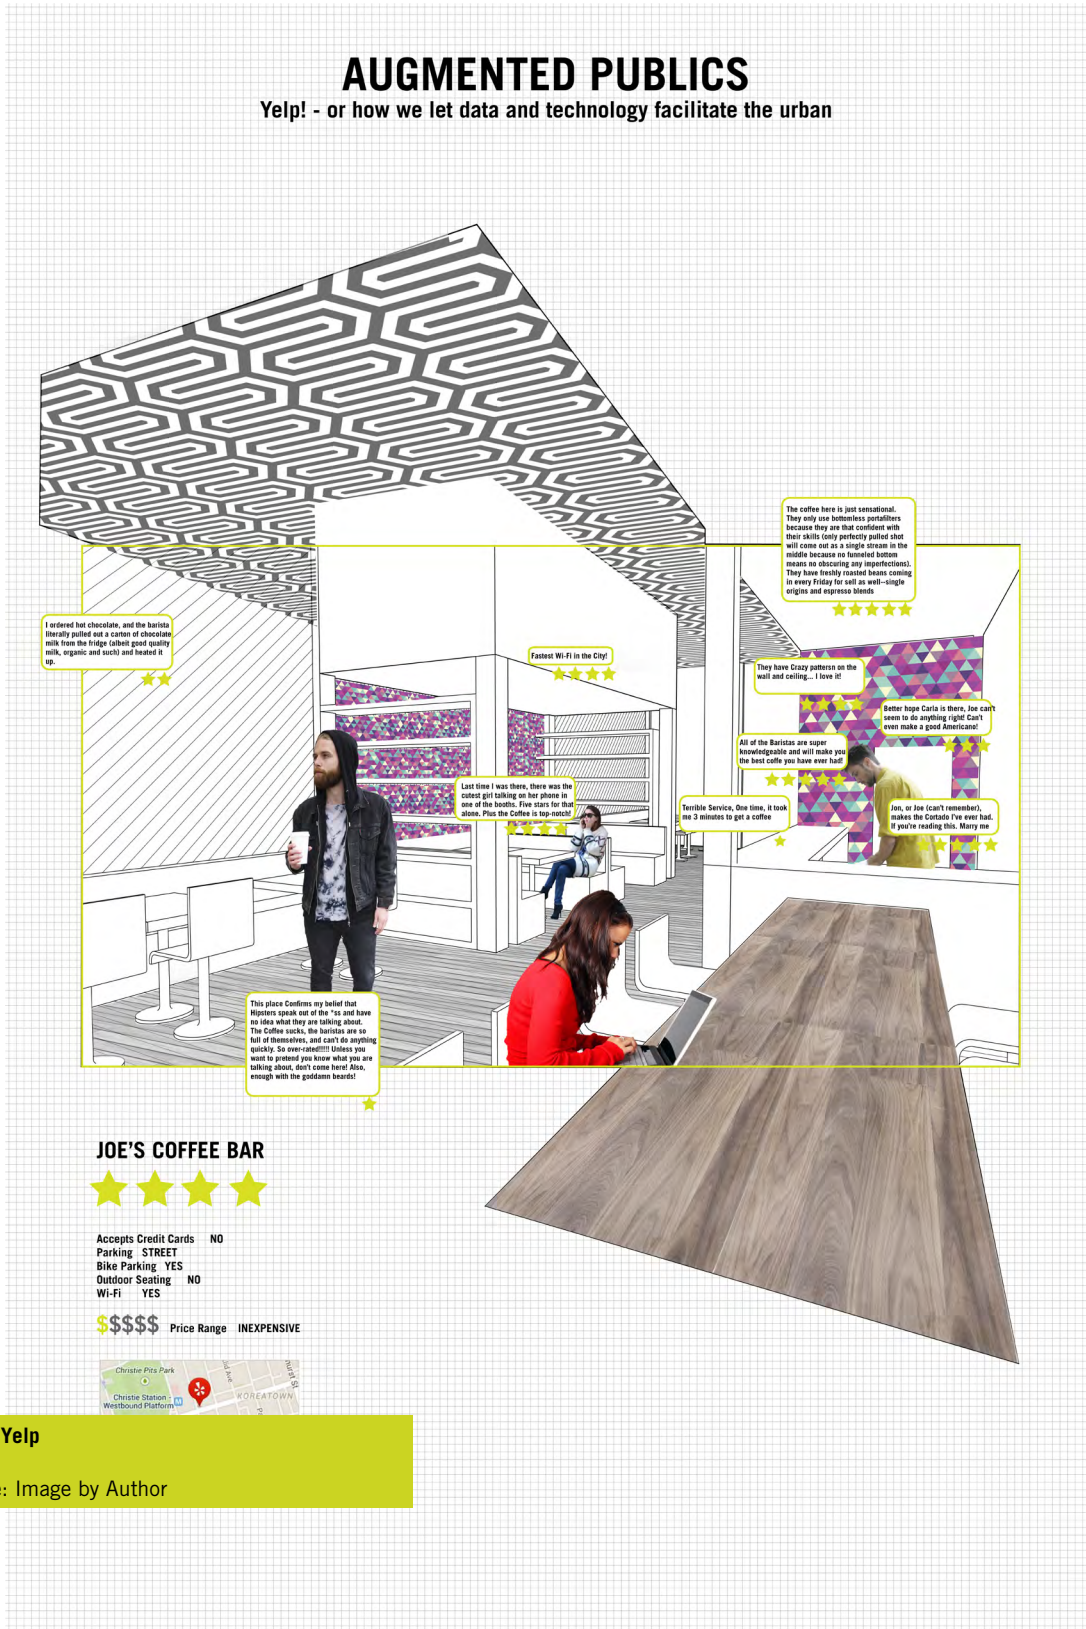 AUGMENTED PUBLICS
Yelp! - or how we let data and technology facilitate the urban
The coffee here is just sensational.
They only use bottomless portafilters
because they are that confident with
their skills (only perfectly pulled shot
will come out as a single stream in the
middle because no funneled bottom
means no obscuring any imperfections).
They have freshly roasted beans coming
in every Friday for sell as well--single
origins and espresso blends
I ordered hot chocolate, and the barista
literally pulled out a carton of chocolate
milk from the fridge (albeit good quality
milk, organic and such) and heated it
up.
Fastest Wi-Fi in the City!
They have Crazy pattersn on the
wall and ceiling... I love it!
Better hope Carla is there, Joe can't
seem to do anything right! Can't
even make a good Americano!
All of the Baristas are super
knowledgeable and will make you
the best coffe you have ever had!
Last time I was there, there was the
cutest girl talking on her phone in
one of the booths. Five stars for that
alone. Plus the Coffee is top-notch!
Terrible Service, One time, it took
me 3 minutes to get a coffee
Jon, or Joe (can't remember),
makes the Cortado I've ever had.
If you're reading this. Marry me
This place Confirms my belief that
Hipsters speak out of the *ss and have
no idea what they are talking about.
The Coffee sucks, the baristas are so
full of themselves, and can't do anything
quickly. So over-rated!!!!! Unless you
want to pretend you know what you are
talking about, don't come here! Also,
enough with the goddamn beards!
JOE'S COFFEE BAR
Accepts Credit Cards NO
Parking STREET
Bike Parking YES
Outdoor Seating NO
Wi-Fi YES
$$$$$ Price Range INEXPENSIVE
Christie Pits Park
Christie Station -
Westbound Platform
KOREATOWN
Yelp
: Image by Author